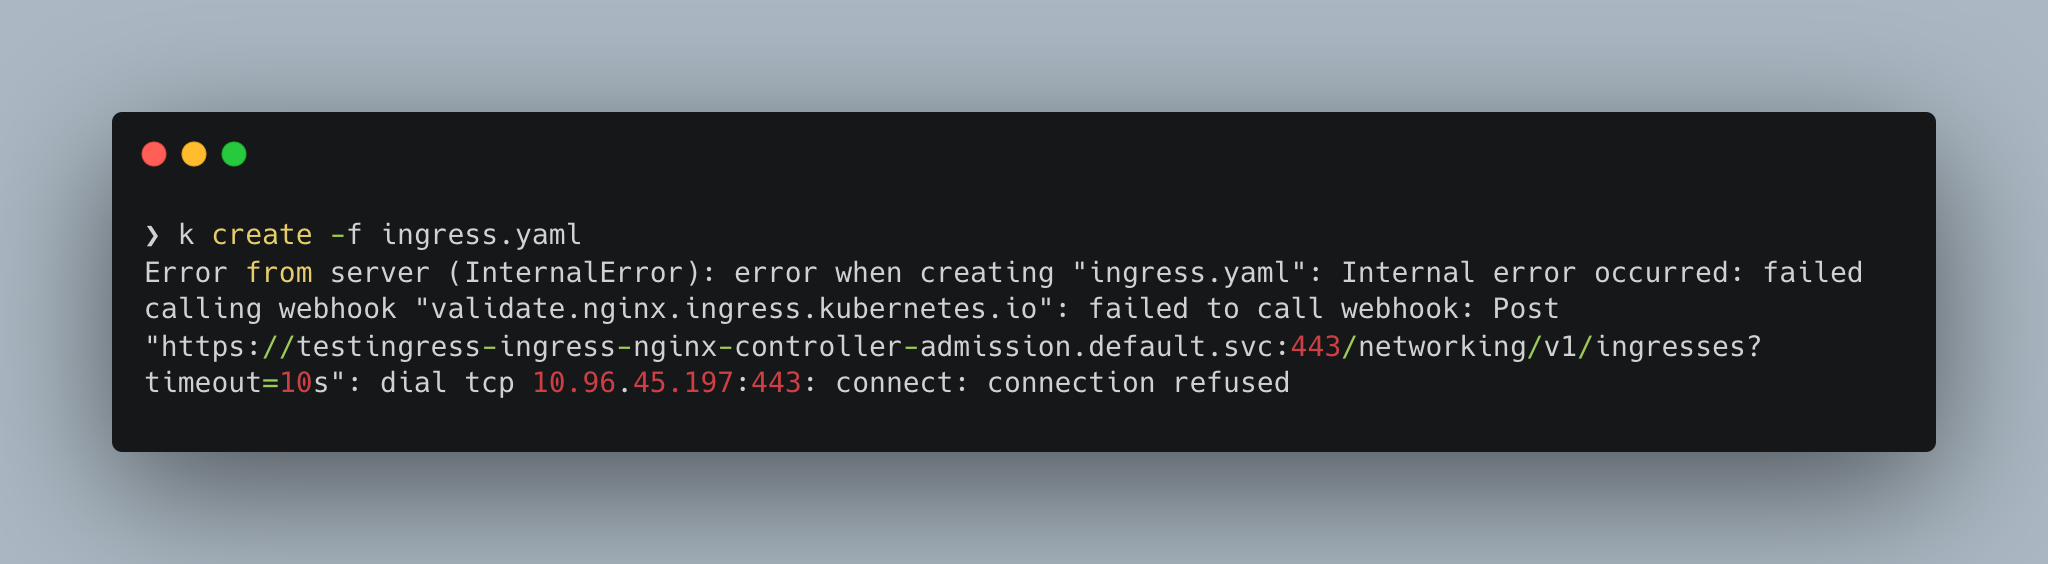 ❯ k create -f ingress.yaml
Error from server (InternalError): error when creating "ingress.yaml": Internal error occurred: failed
calling webhook "validate.nginx.ingress.kubernetes.io": failed to call webhook: Post
"https://testingress-ingress-nginx-controller-admission.default.svc:443/networking/v1/ingresses?
timeout=10s": dial tcp 10.96.45.197:443: connect: connection refused